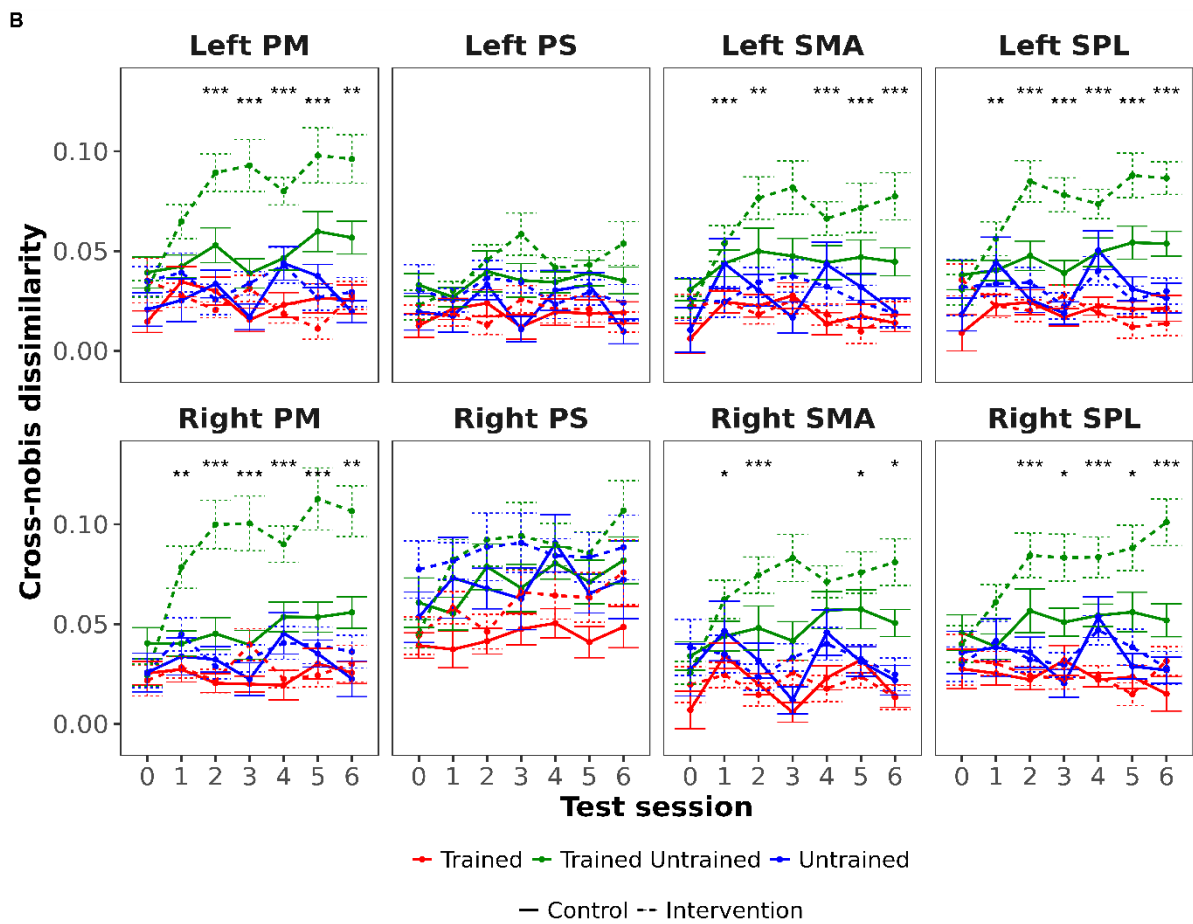 B
Left PM Left PS Left SMA Left SPL
*** *** ** *** *** ***
*** *** *** *** ** *** ***
0.10
0.05
0.00
Cross-nobis dissimilarity
Right PM Right PS Right SMA Right SPL
*** *** ** *** *** *** ***
** *** *** * * * * *
0.10
0.05
0.00
0 1 2 3 4 5 6 0 1 2 3 4 5 6 0 1 2 3 4 5 6 0 1 2 3 4 5 6
Test session
Trained Trained Untrained Untrained
Control Intervention